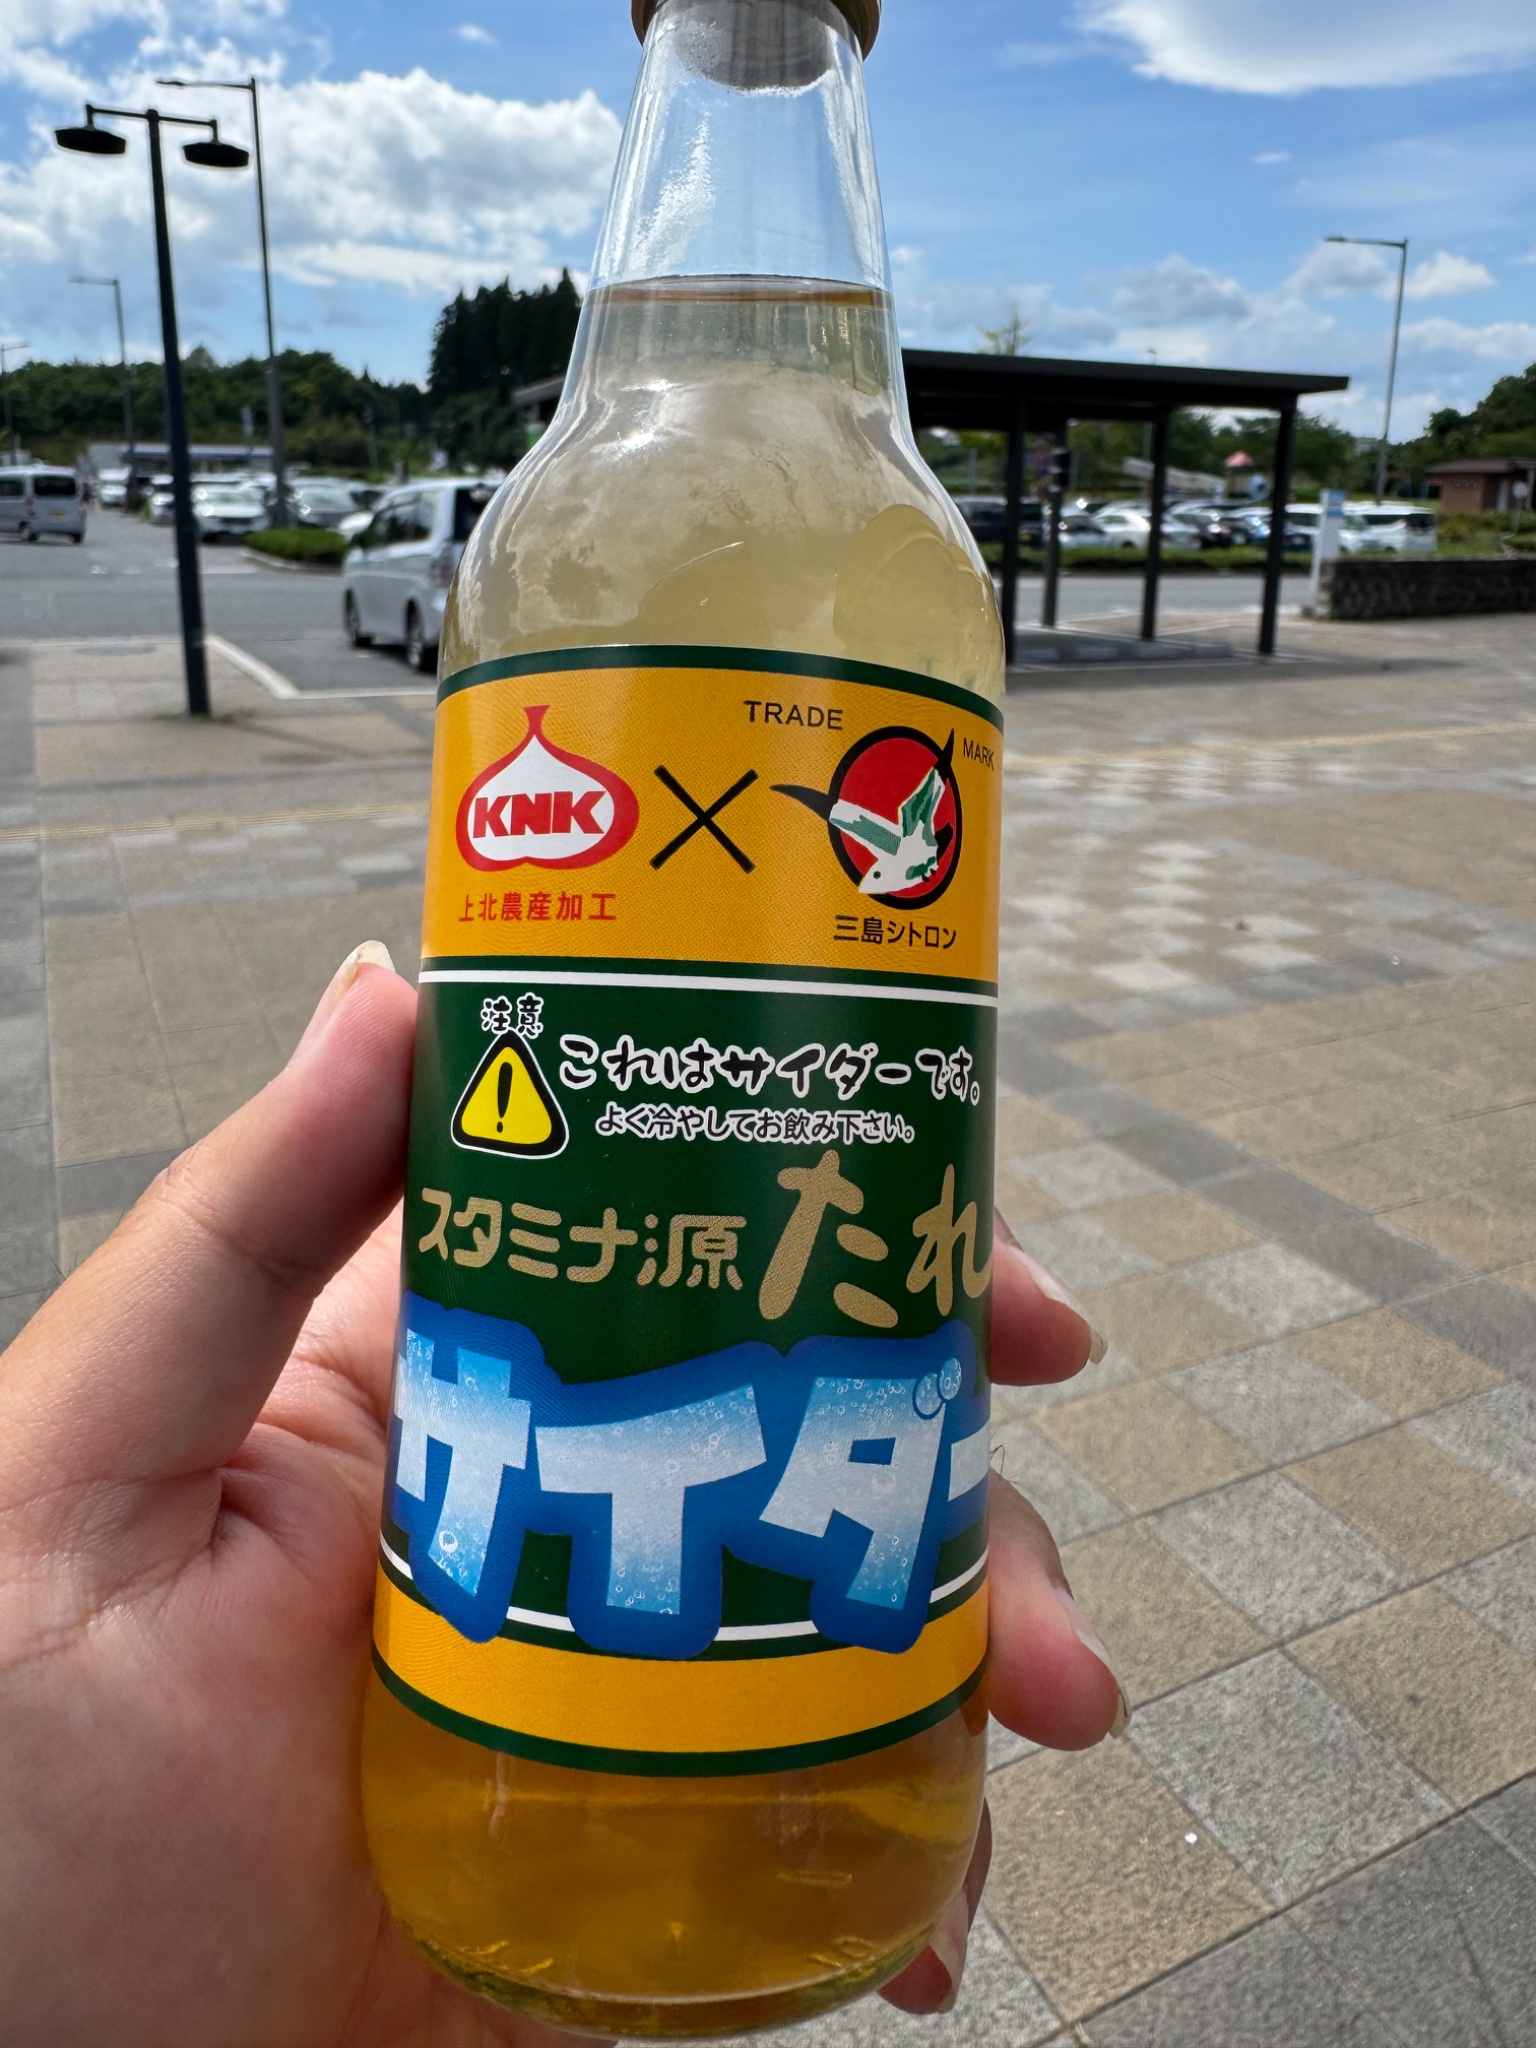 TRADE
MARK
KNK
上北農産加工
三島シトロン
注意
!
これはサイダーです。
よく冷やしてお飲み下さい。
スタミナ源たれ
サイダー